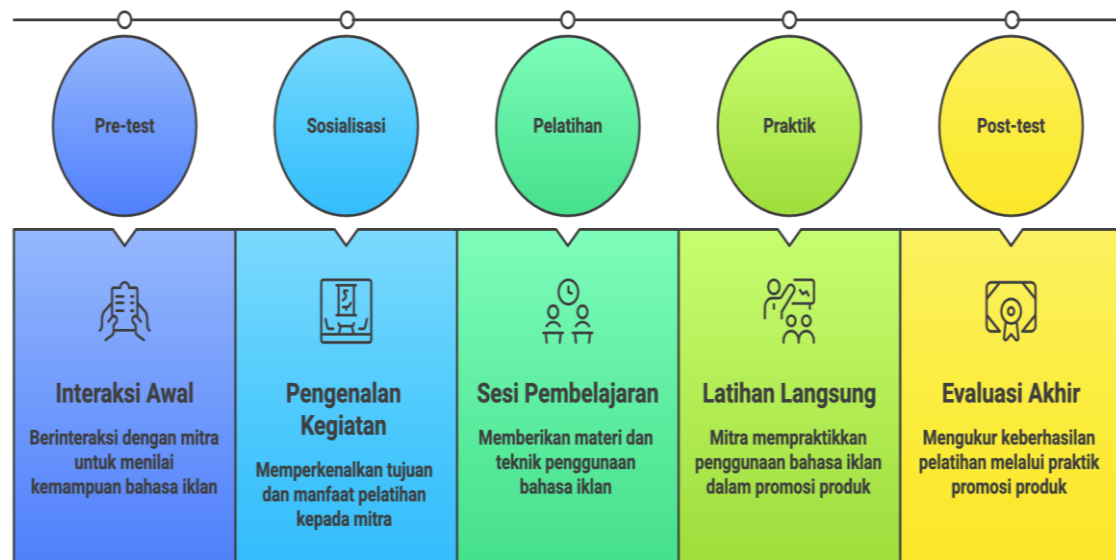 Pre-test
Sosialisasi
Pelatihan
Praktik
Post-test
Interaksi Awal
Berinteraksi dengan mitra
untuk menilai
kemampuan bahasa iklan
Pengenalan
Kegiatan
Memperkenalkan tujuan
dan manfaat pelatihan
kepada mitra
Sesi Pembelajaran
Memberikan materi dan
teknik penggunaan
bahasa iklan
Latihan Langsung
Mitra mempraktikkan
penggunaan bahasa iklan
dalam promosi produk
Evaluasi Akhir
Mengukur keberhasilan
pelatihan melalui praktik
promosi produk